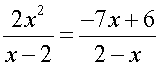 2x²/(x − 2) = (−7x + 6)/(2 − x)